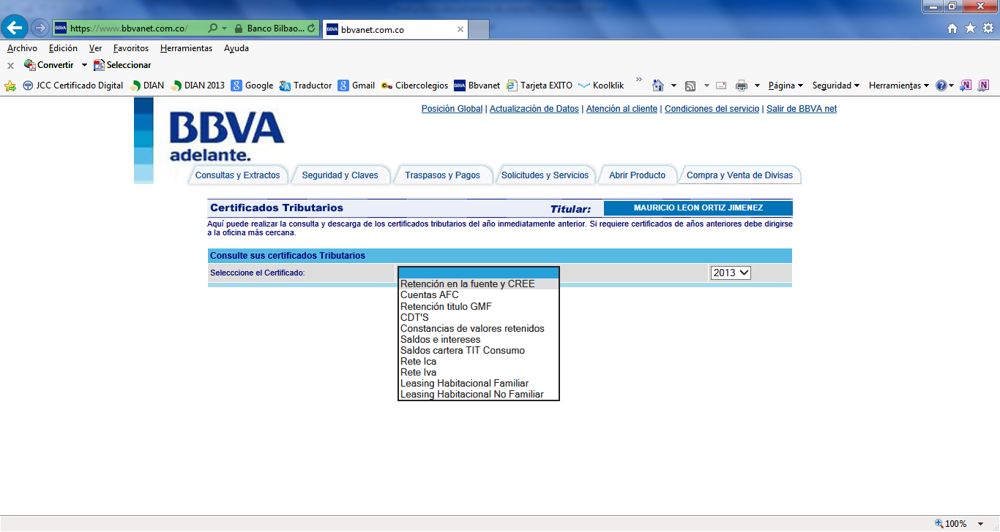 https://www.bbvanet.com.co/
Banco Bilbao...
bbvanet.com.co
Archivo Edición Ver Favoritos Herramientas Ayuda
x Convertir Seleccionar
JCC Certificado Digital DIAN DIAN 2013 Google Traductor Gmail Cibercolegios Bbvanet Tarjeta EXITO Koolklik » Página Seguridad Herramientas
Posición Global | Actualización de Datos | Atención al cliente | Condiciones del servicio | Salir de BBVA net
BBVA
adelante.
Consultas y Extractos Seguridad y Claves Traspasos y Pagos Solicitudes y Servicios Abrir Producto Compra y Venta de Divisas
Certificados Tributarios Titular: MAURICIO LEON ORTIZ JIMENEZ
Aquí puede realizar la consulta y descarga de los certificados tributarios del año inmediatamente anterior. Si requiere certificados de años anteriores debe dirigirse
a la oficina más cercana.
Consulte sus certificados Tributarios
Selecccione el Certificado: 2013
Retención en la fuente y CREE
Cuentas AFC
Retención titulo GMF
CDT'S
Constancias de valores retenidos
Saldos e intereses
Saldos cartera TIT Consumo
Rete Ica
Rete Iva
Leasing Habitacional Familiar
Leasing Habitacional No Familiar
100%